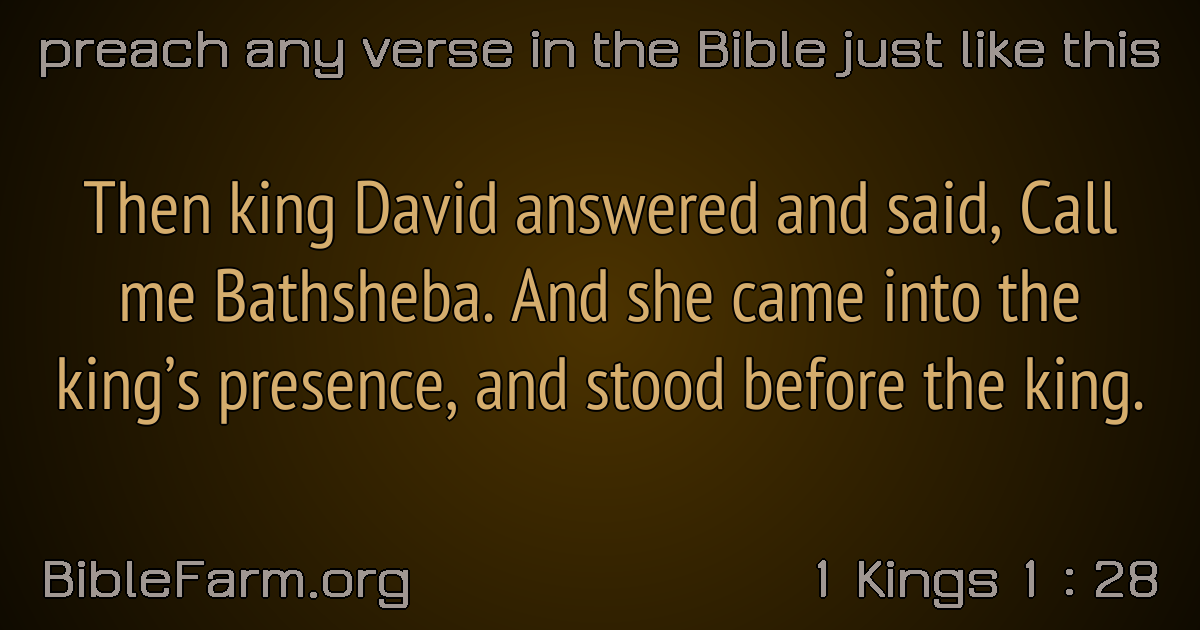 preach any verse in the Bible just like this
Then king David answered and said, Call
me Bathsheba. And she came into the
king’s presence, and stood before the king.
BibleFarm.org
1 Kings 1 : 28